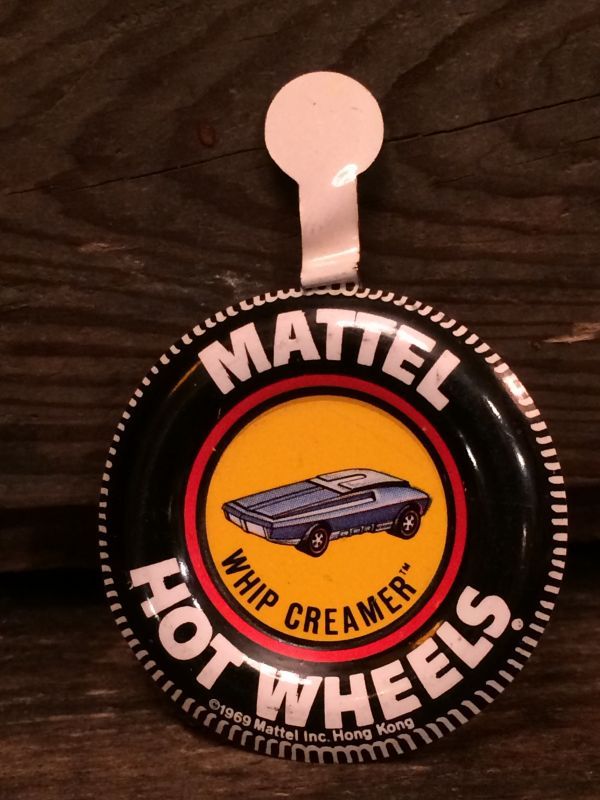 MATTEL
WHIP CREAMER™
HOT WHEELS®
©1969 Mattel Inc. Hong Kong